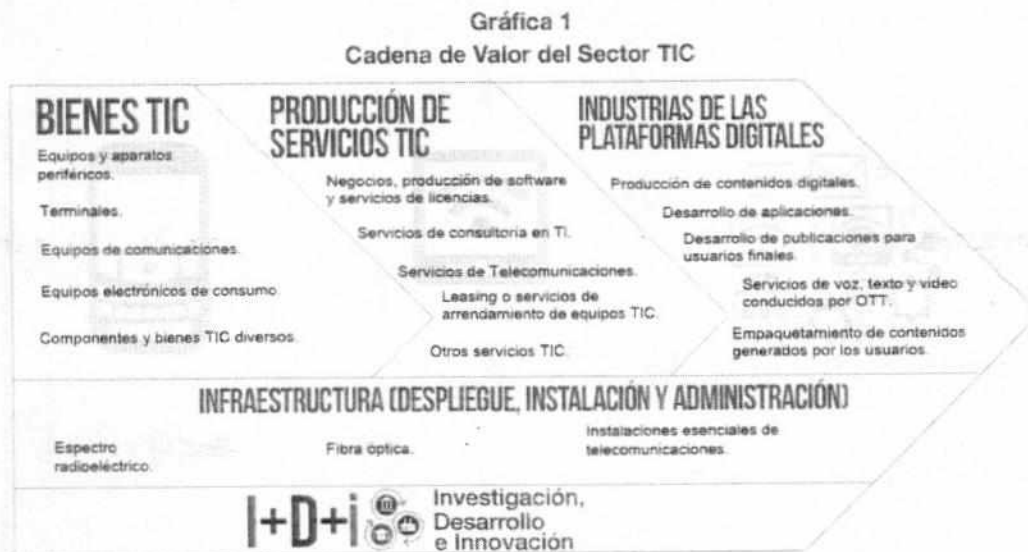 Gráfica 1
Cadena de Valor del Sector TIC
BIENES TIC
Equipos y aparatos
periféricos.
Terminales.
Equipos de comunicaciones.
Equipos electrónicos de consumo.
Componentes y bienes TIC diversos.
PRODUCCIÓN DE
SERVICIOS TIC
Negocios, producción de software
y servicios de licencias.
Servicios de consultoría en TI.
Servicios de Telecomunicaciones.
Leasing o servicios de
arrendamiento de equipos TIC.
Otros servicios TIC.
INDUSTRIAS DE LAS
PLATAFORMAS DIGITALES
Producción de contenidos digitales.
Desarrollo de aplicaciones.
Desarrollo de publicaciones para
usuarios finales.
Servicios de voz, texto y video
conducidos por OTT.
Empaquetamiento de contenidos
generados por los usuarios.
INFRAESTRUCTURA (DESPLIEGUE, INSTALACIÓN Y ADMINISTRACIÓN)
Espectro
radioeléctrico.
Fibra óptica.
Instalaciones esenciales de
telecomunicaciones.
I+D+i
Investigación,
Desarrollo
e Innovación